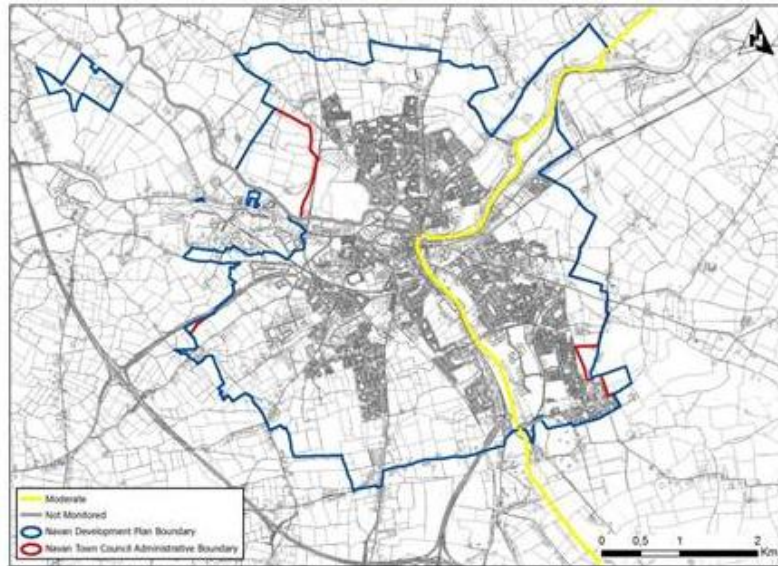 Moderate
Not Monitored
Navan Development Plan Boundary
Navan Town Council Administrative Boundary
0 0,5 1 2
Km